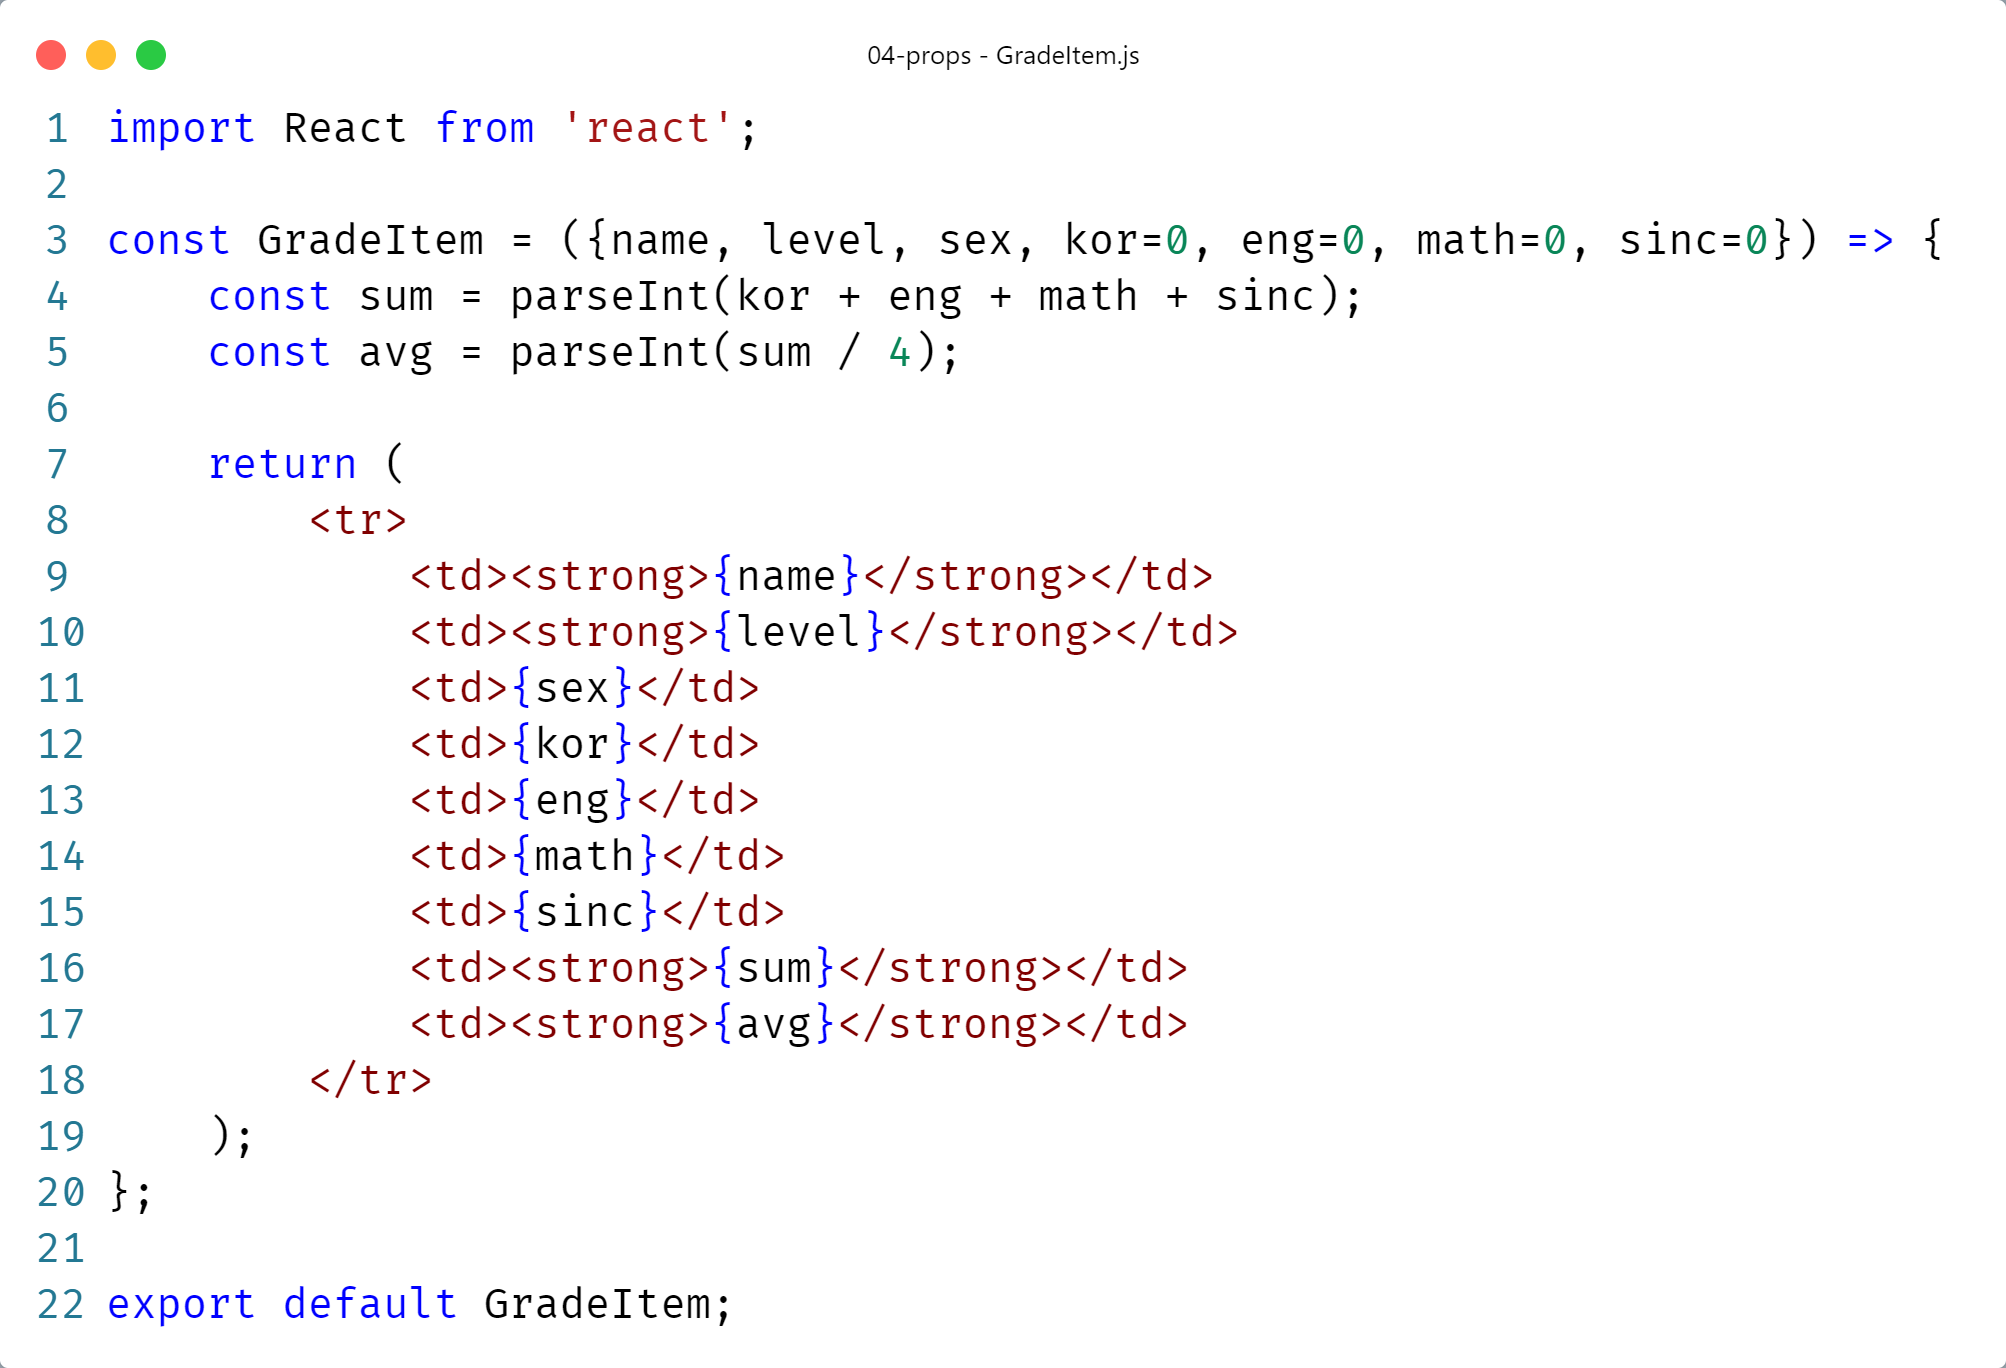 04-props - GradeItem.js
1 import React from 'react';
2
3 const GradeItem = ({name, level, sex, kor=0, eng=0, math=0, sinc=0}) => {
4     const sum = parseInt(kor + eng + math + sinc);
5     const avg = parseInt(sum / 4);
6
7     return (
8         <tr>
9             <td><strong>{name}</strong></td>
10             <td><strong>{level}</strong></td>
11             <td>{sex}</td>
12             <td>{kor}</td>
13             <td>{eng}</td>
14             <td>{math}</td>
15             <td>{sinc}</td>
16             <td><strong>{sum}</strong></td>
17             <td><strong>{avg}</strong></td>
18         </tr>
19     );
20 };
21
22 export default GradeItem;